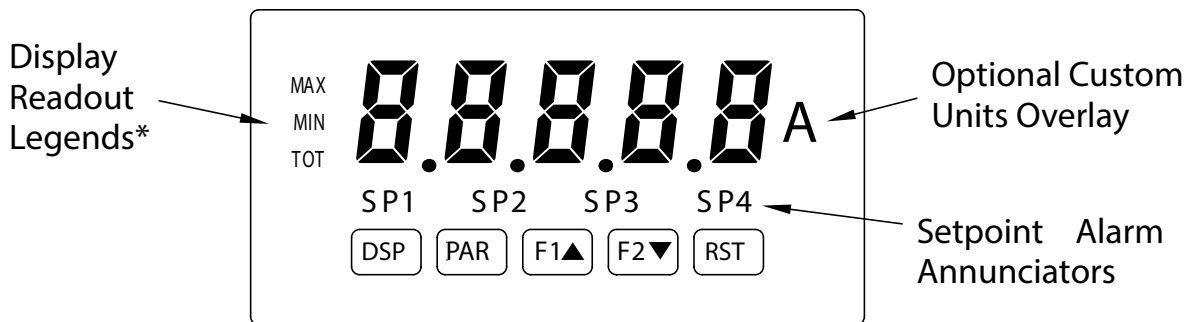 Display
Readout
Legends*
MAX
MIN
TOT
8.8.8.8.8
A
Optional Custom
Units Overlay
SP1 SP2 SP3 SP4
Setpoint Alarm
Annunciators
DSP PAR F1▲ F2▼ RST